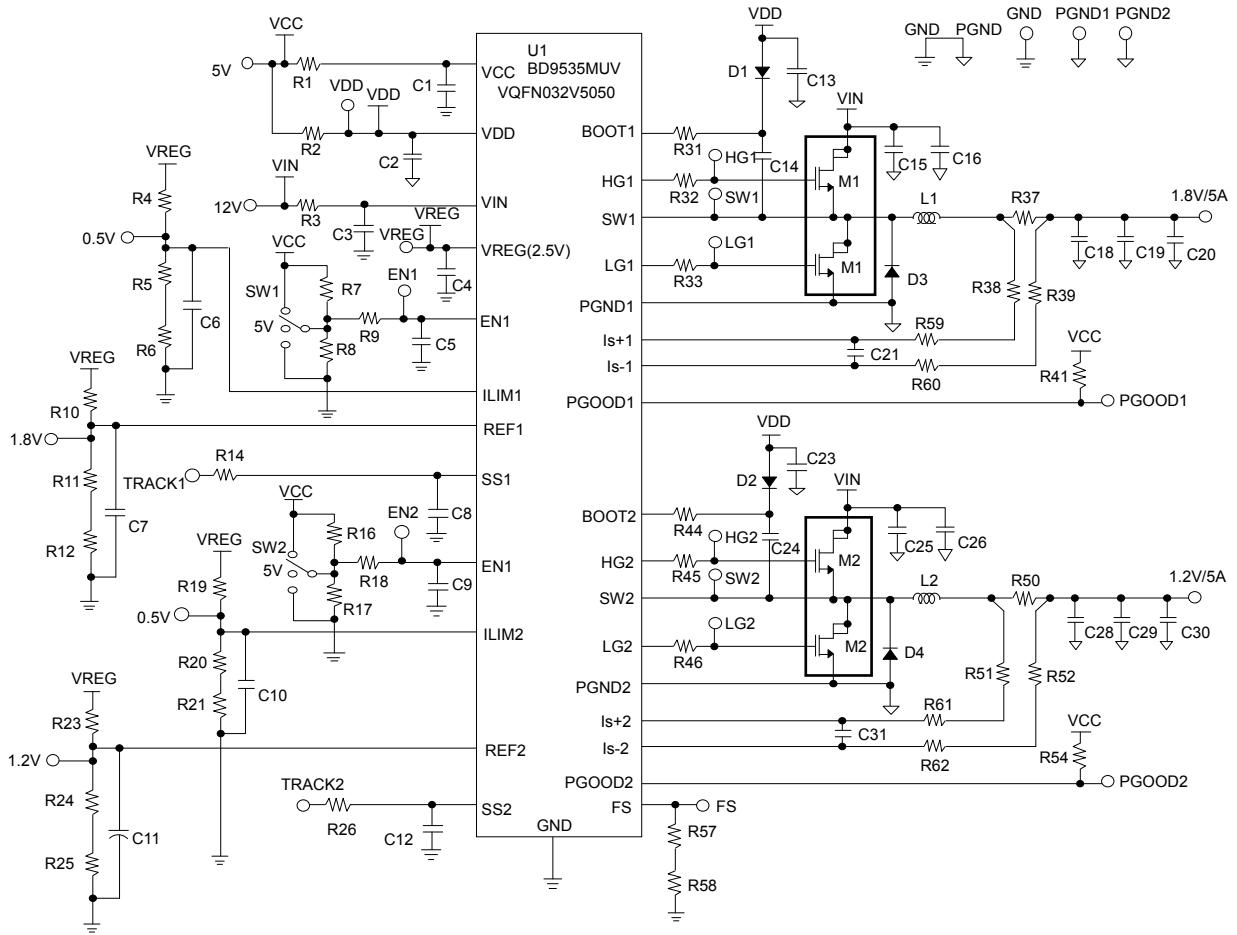 VCC
5V
R1
C1
VDD
VDD
R2
C2
VIN
12V
R3
C3
VREG
VREG
C4
VREG
R4
0.5V
R5
R6
C6
VCC
SW1
5V
R7
R8
R9
EN1
C5
VREG
R10
1.8V
R11
R12
C7
TRACK1
R14
C8
VCC
SW2
5V
R16
R17
R18
EN2
C9
VREG
R19
0.5V
R20
R21
C10
VREG
R23
1.2V
R24
R25
C11
TRACK2
R26
C12
U1
BD9535MUV
VQFN032V5050
VCC
VDD
VIN
VREG(2.5V)
EN1
ILIM1
REF1
SS1
EN1
ILIM2
REF2
SS2
GND
BOOT1
HG1
SW1
LG1
PGND1
Is+1
Is-1
PGOOD1
BOOT2
HG2
SW2
LG2
PGND2
Is+2
Is-2
PGOOD2
FS
VDD
D1
C13
R31
C14
HG1
R32
SW1
LG1
R33
VIN
C15
C16
M1
M1
D3
L1
R37
1.8V/5A
C18
C19
C20
R38
R39
R59
C21
R60
VCC
R41
PGOOD1
GND
PGND
GND
PGND1
PGND2
VDD
D2
C23
R44
C24
HG2
R45
SW2
LG2
R46
VIN
C25
C26
M2
M2
D4
L2
R50
1.2V/5A
C28
C29
C30
R51
R52
R61
C31
R62
VCC
R54
PGOOD2
FS
R57
R58